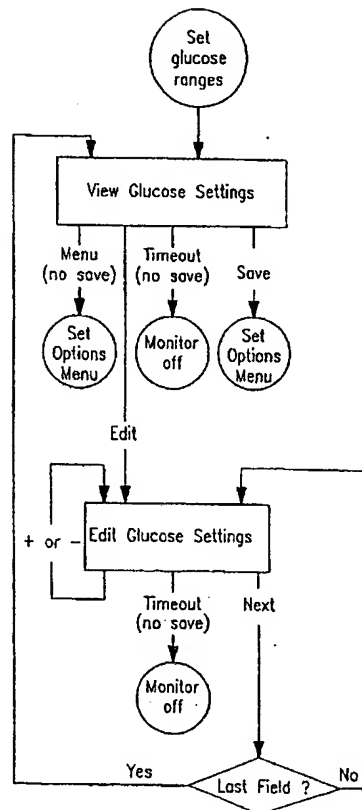 Set
glucose
ranges
View Glucose Settings
Menu
(no save)
Timeout
(no save)
Save
Set
Options
Menu
Monitor
off
Set
Options
Menu
Edit
+ or -
Edit Glucose Settings
Timeout
(no save)
Next
Monitor
off
Yes
Last Field ?
No